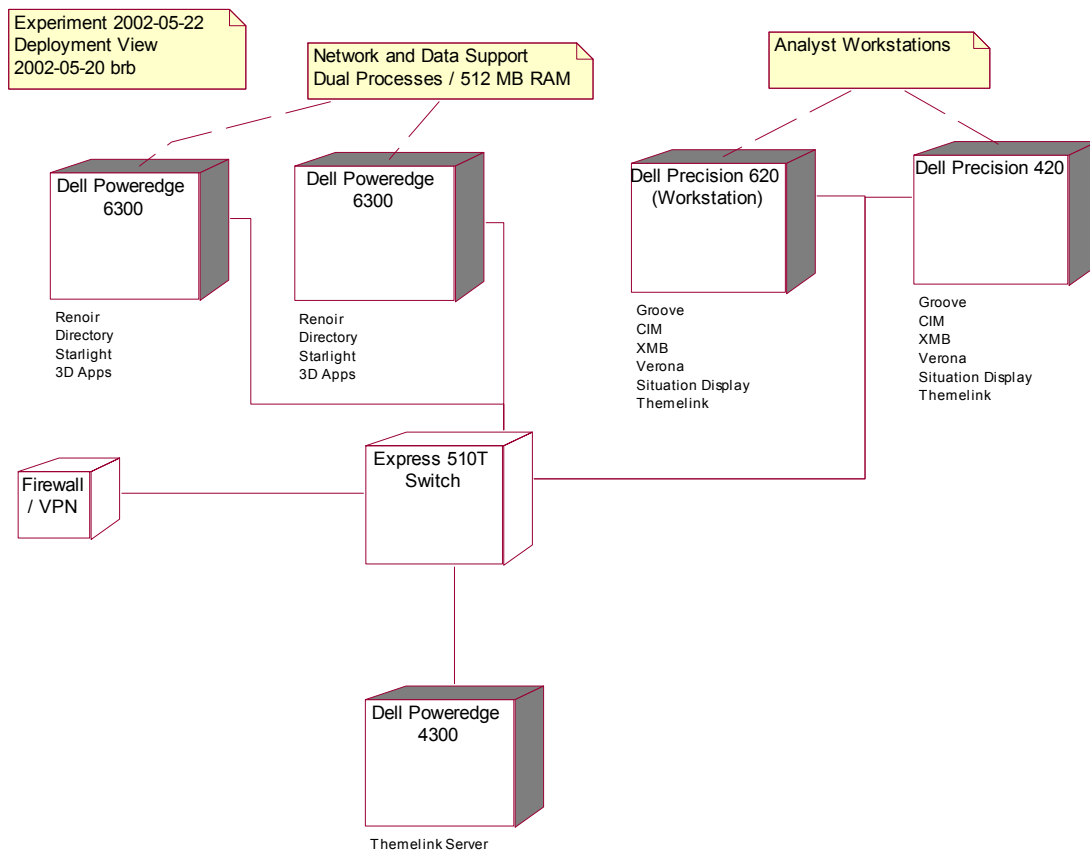 Experiment 2002-05-22
Deployment View
2002-05-20 brb
Network and Data Support
Dual Processes / 512 MB RAM
Analyst Workstations
Dell Poweredge
6300
Renoir
Directory
Starlight
3D Apps
Dell Poweredge
6300
Renoir
Directory
Starlight
3D Apps
Dell Precision 620
(Workstation)
Groove
CIM
XMB
Verona
Situation Display
Themelink
Dell Precision 420
Groove
CIM
XMB
Verona
Situation Display
Themelink
Firewall
/ VPN
Express 510T
Switch
Dell Poweredge
4300
Themelink Server